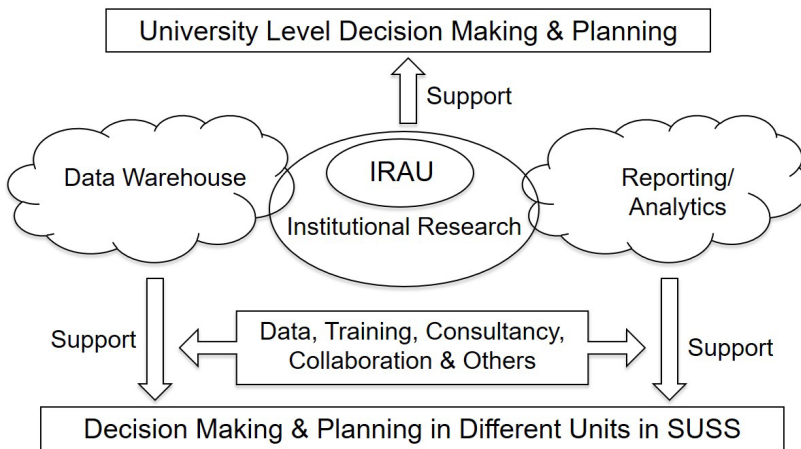 University Level Decision Making & Planning
Support
Data Warehouse
IRAU
Institutional Research
Reporting/
Analytics
Support
Data, Training, Consultancy,
Collaboration & Others
Support
Decision Making & Planning in Different Units in SUSS